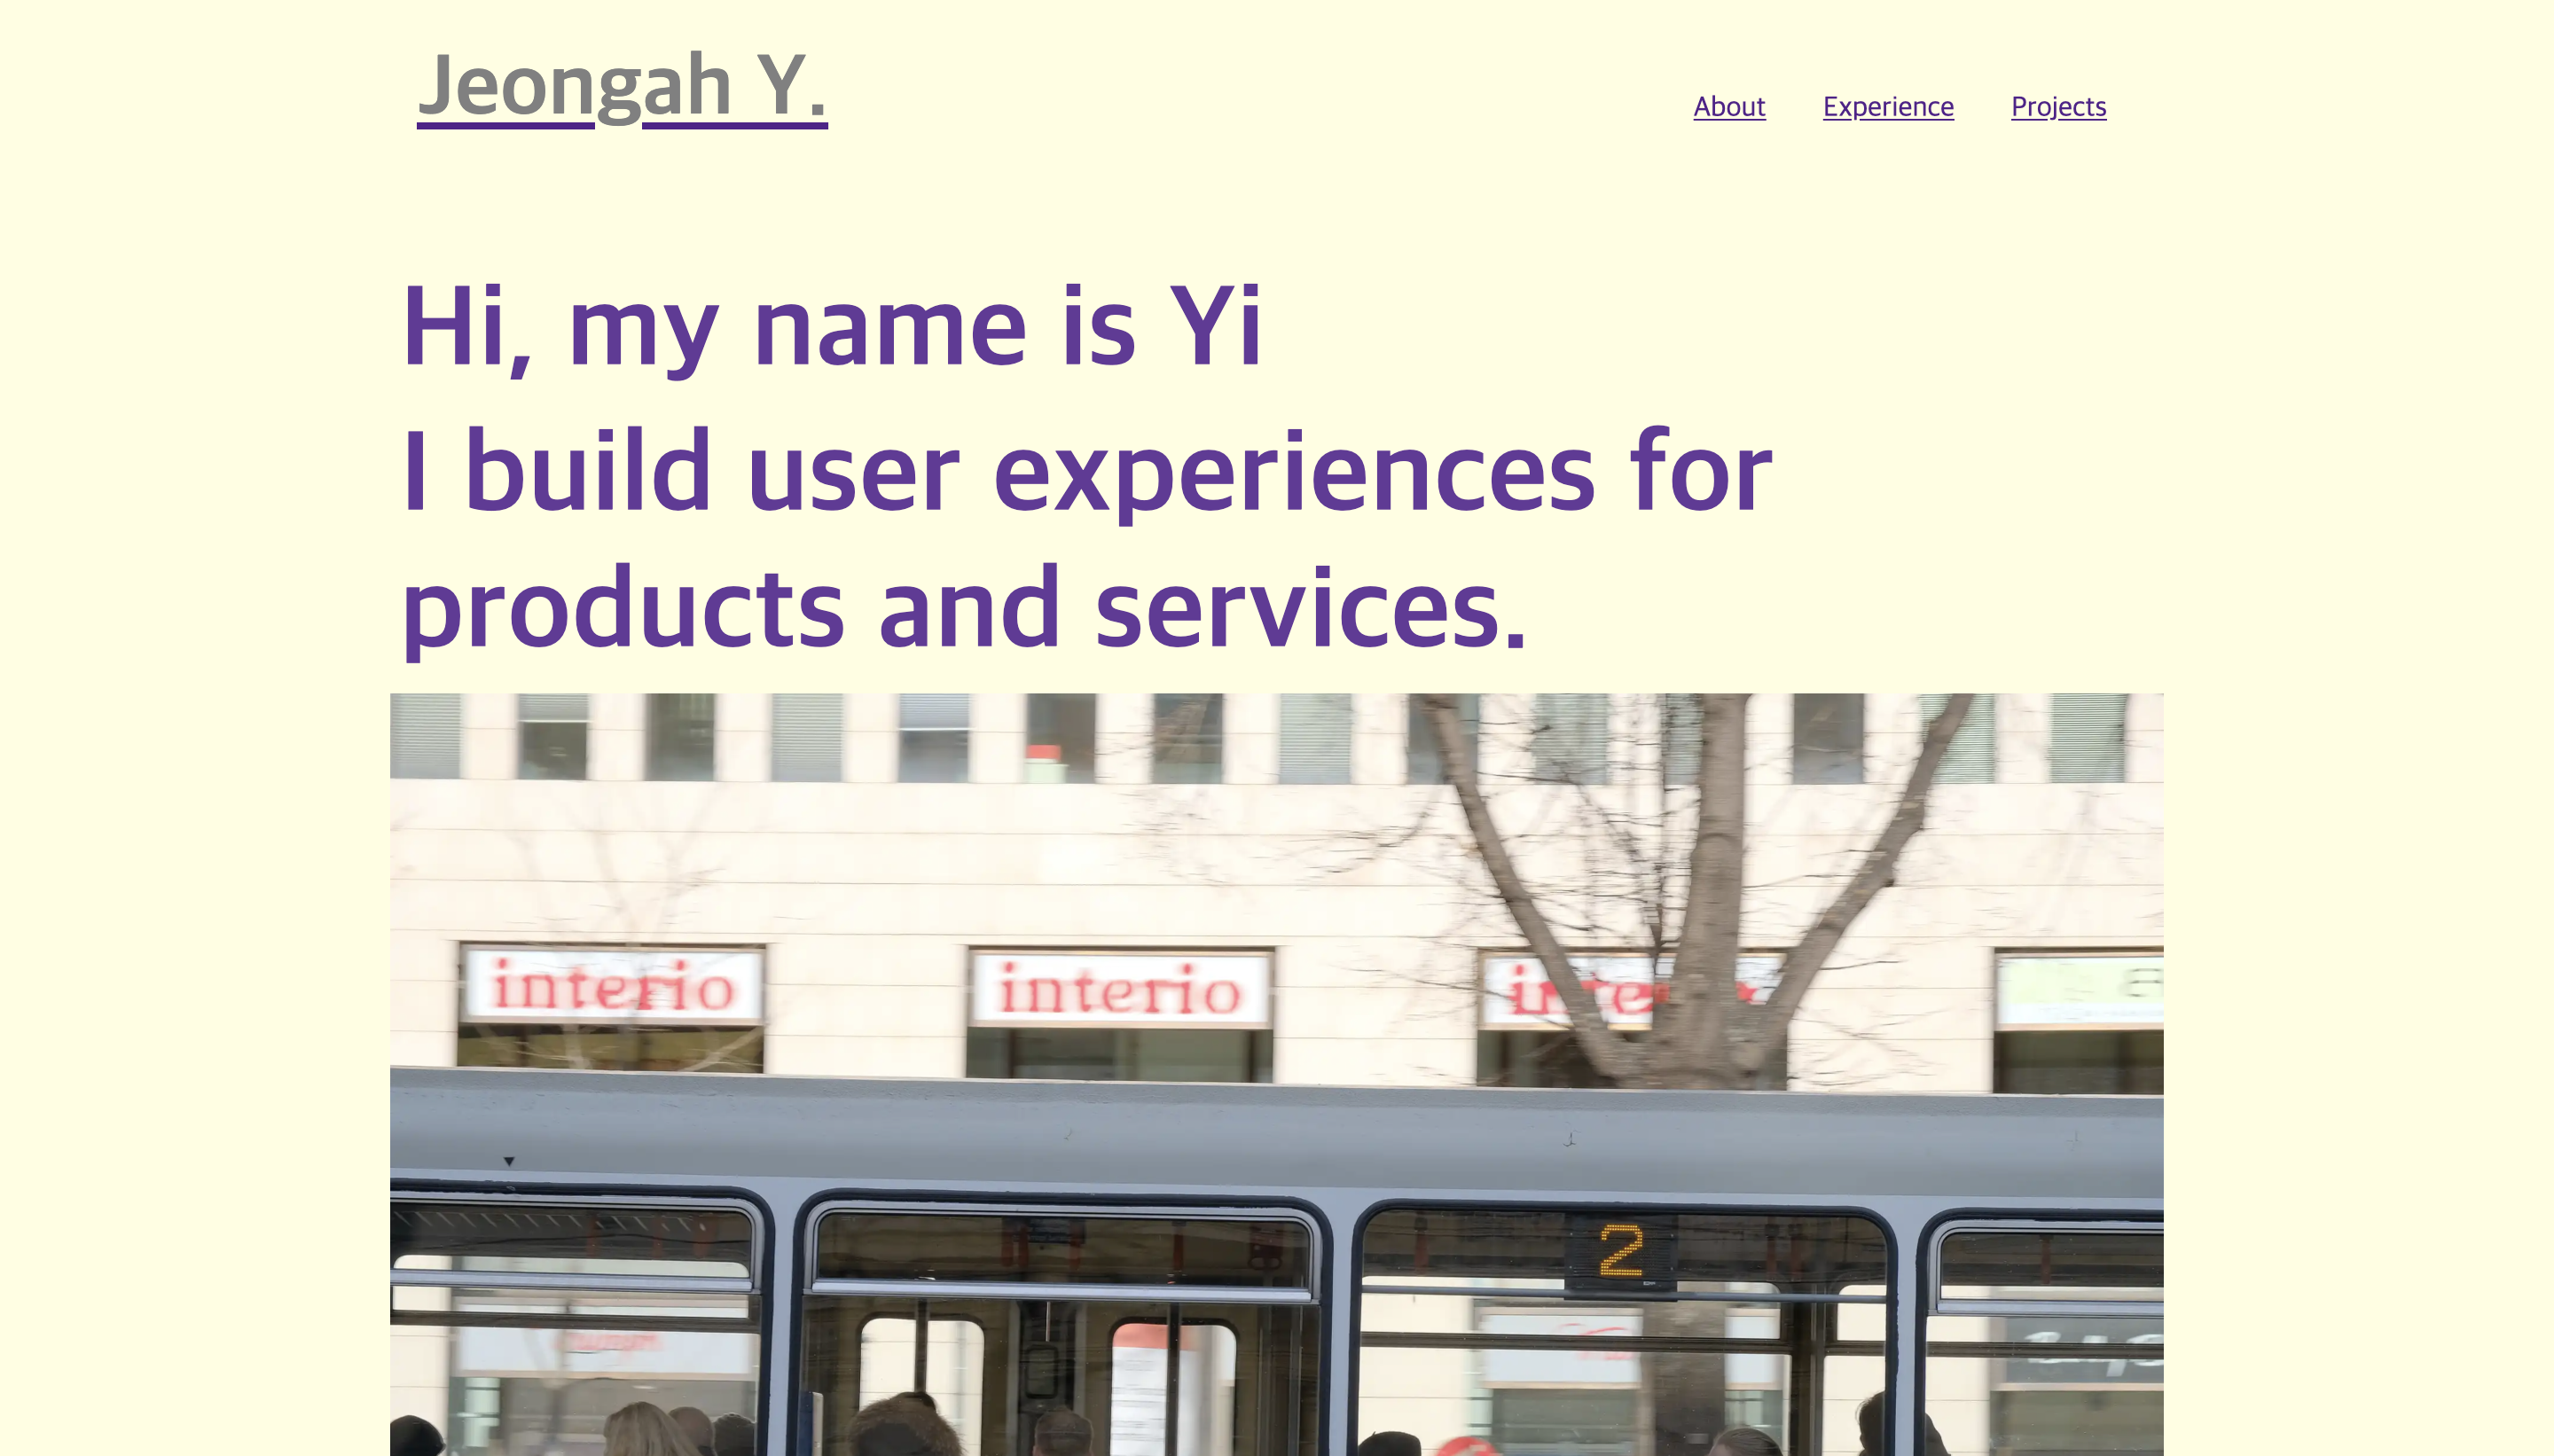 Jeongah Y.
About Experience Projects
Hi, my name is Yi
I build user experiences for
products and services.
interio
interio
2